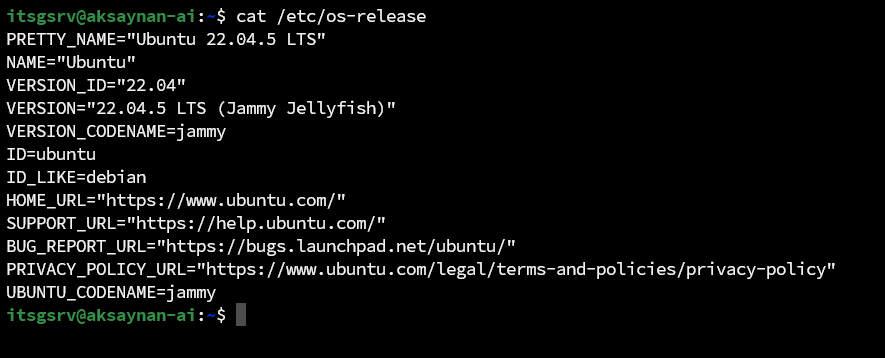 itsgsrv@aksaynan-ai:~$ cat /etc/os-release
PRETTY_NAME="Ubuntu 22.04.5 LTS"
NAME="Ubuntu"
VERSION_ID="22.04"
VERSION="22.04.5 LTS (Jammy Jellyfish)"
VERSION_CODENAME=jammy
ID=ubuntu
ID_LIKE=debian
HOME_URL="https://www.ubuntu.com/"
SUPPORT_URL="https://help.ubuntu.com/"
BUG_REPORT_URL="https://bugs.launchpad.net/ubuntu/"
PRIVACY_POLICY_URL="https://www.ubuntu.com/legal/terms-and-policies/privacy-policy"
UBUNTU_CODENAME=jammy
itsgsrv@aksaynan-ai:~$